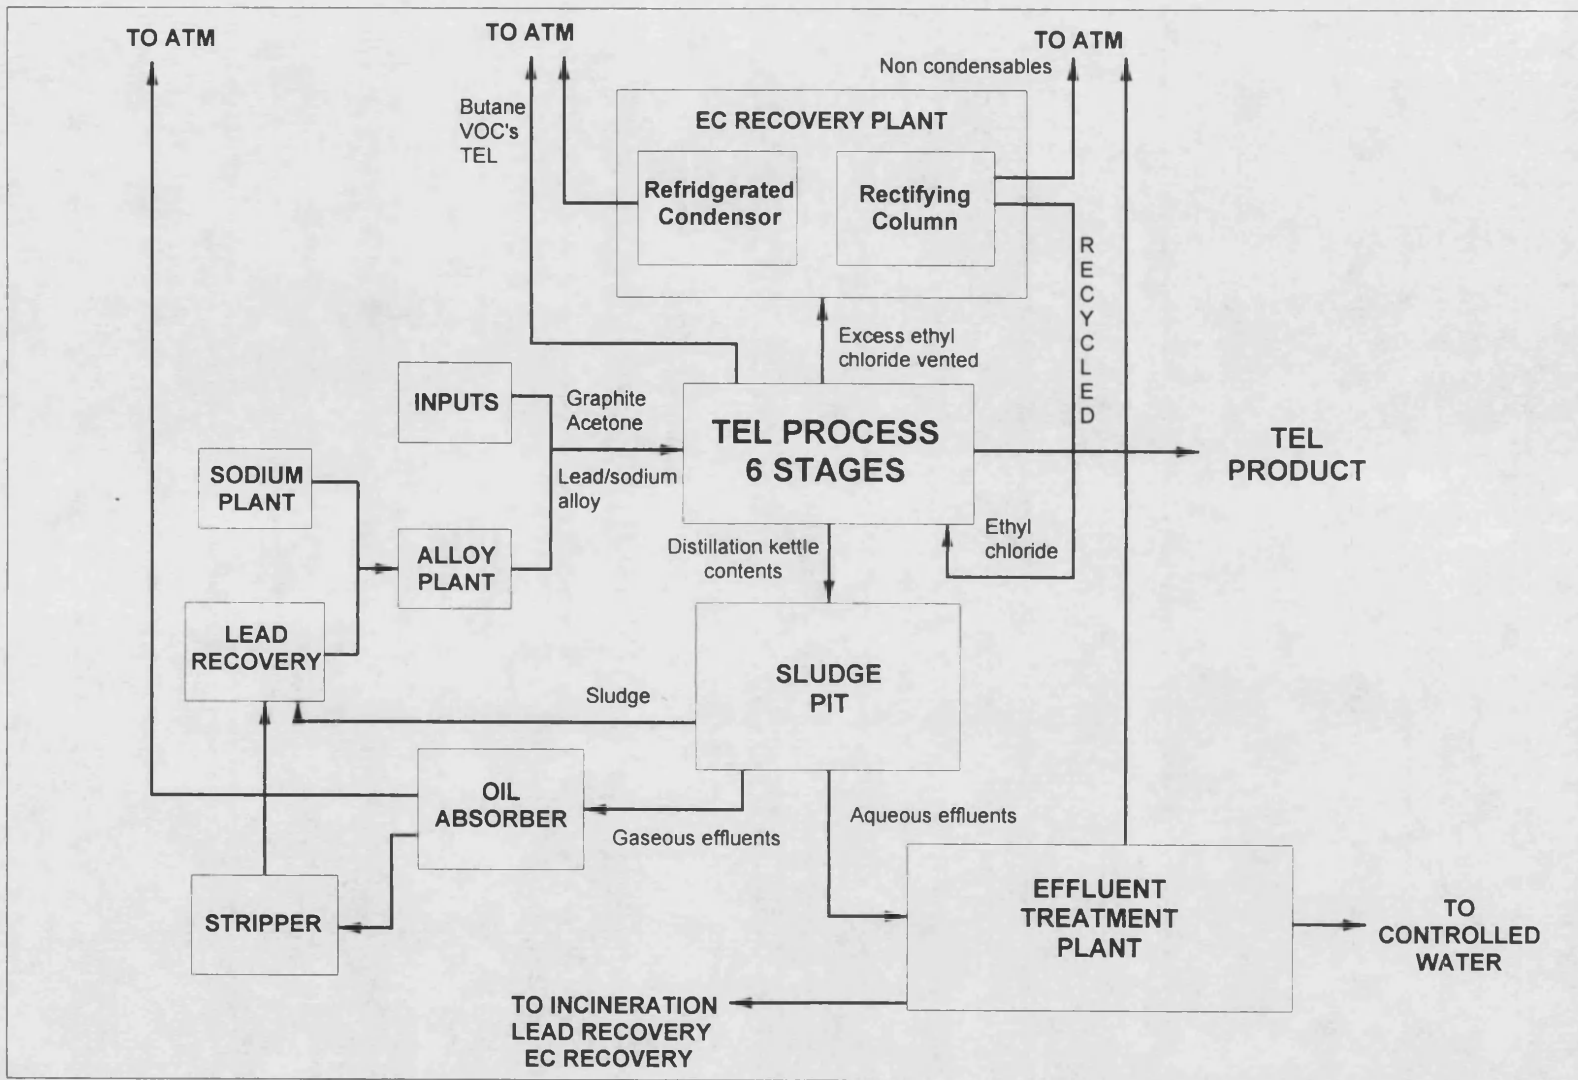 TO ATM
TO ATM
TO ATM
Non condensables
Butane
VOC's
TEL
EC RECOVERY PLANT
Refridgerated
Condensor
Rectifying
Column
RECYCLED
Excess ethyl
chloride vented
INPUTS
Graphite
Acetone
TEL PROCESS
6 STAGES
TEL
PRODUCT
SODIUM
PLANT
Lead/sodium
alloy
ALLOY
PLANT
Distillation kettle
contents
Ethyl
chloride
LEAD
RECOVERY
SLUDGE
PIT
Sludge
OIL
ABSORBER
Gaseous effluents
Aqueous effluents
STRIPPER
EFFLUENT
TREATMENT
PLANT
TO
CONTROLLED
WATER
TO INCINERATION
LEAD RECOVERY
EC RECOVERY